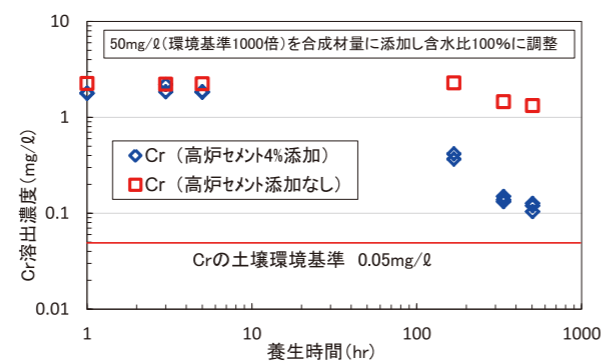 10
1
0.1
0.01
Cr溶出濃度(mg/ℓ)
50mg/ℓ(環境基準1000倍)を合成材量に添加し含水比100%に調整
Cr (高炉セメント4%添加)
Cr (高炉セメント添加なし)
Crの土壌環境基準 0.05mg/ℓ
1 10 100 1000
養生時間(hr)